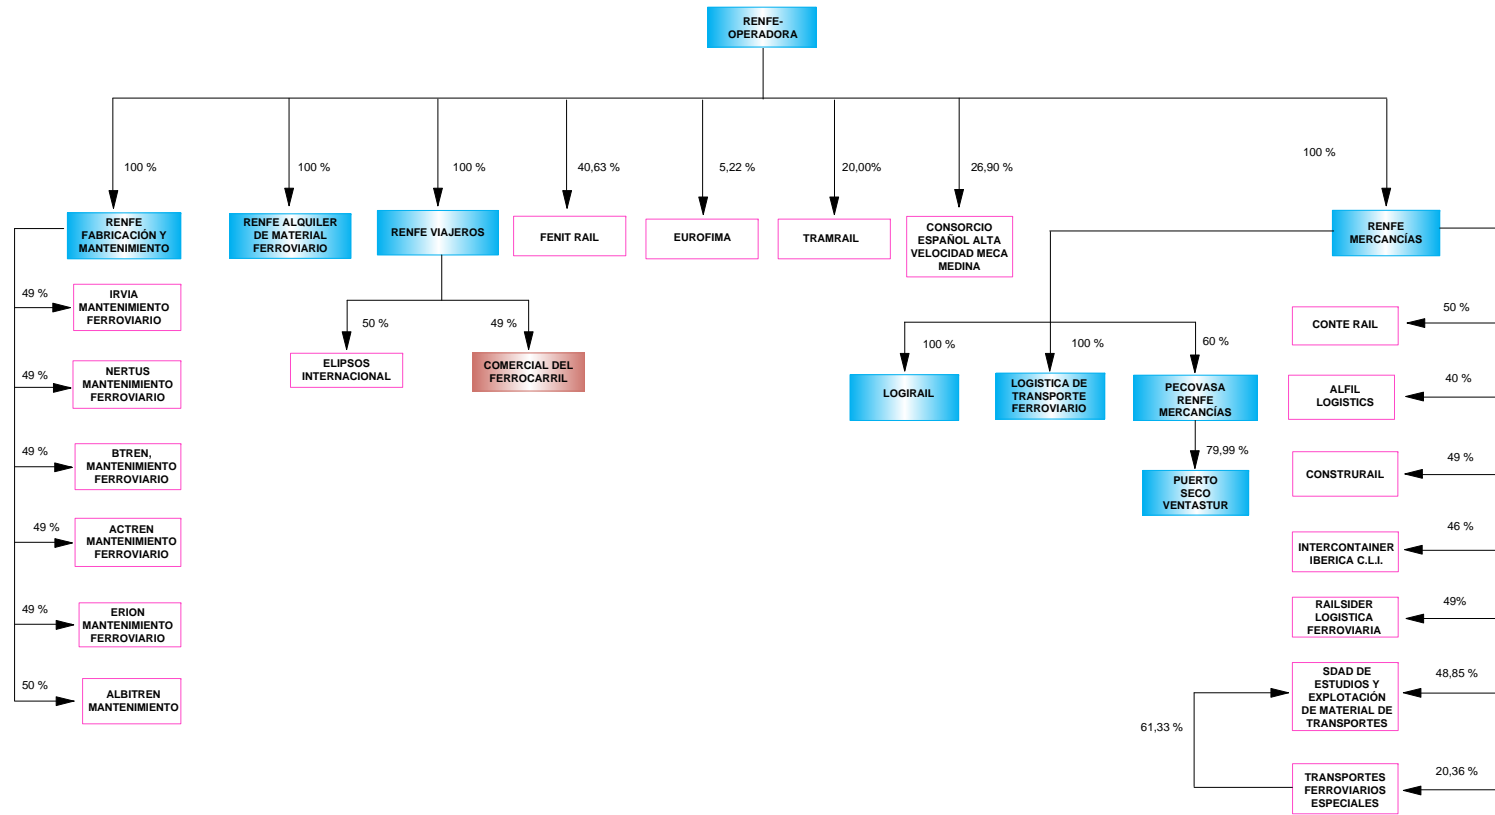 RENFE-
OPERADORA
100 %
100 %
100 %
40,63 %
5,22 %
20,00%
26,90 %
100 %
RENFE
FABRICACIÓN Y
MANTENIMIENTO
RENFE ALQUILER
DE MATERIAL
FERROVIARIO
RENFE VIAJEROS
FENIT RAIL
EUROFIMA
TRAMRAIL
CONSORCIO
ESPAÑOL ALTA
VELOCIDAD MECA
MEDINA
RENFE
MERCANCÍAS
49 %
IRVIA
MANTENIMIENTO
FERROVIARIO
49 %
NERTUS
MANTENIMIENTO
FERROVIARIO
49 %
BTREN,
MANTENIMIENTO
FERROVIARIO
49 %
ACTREN
MANTENIMIENTO
FERROVIARIO
49 %
ERION
MANTENIMIENTO
FERROVIARIO
50 %
ALBITREN
MANTENIMIENTO
50 %
49 %
ELIPSOS
INTERNACIONAL
COMERCIAL DEL
FERROCARRIL
100 %
100 %
60 %
LOGIRAIL
LOGISTICA DE
TRANSPORTE
FERROVIARIO
PECOVASA
RENFE
MERCANCÍAS
79,99 %
PUERTO
SECO
VENTASTUR
CONTE RAIL
50 %
ALFIL
LOGISTICS
40 %
CONSTRURAIL
49 %
INTERCONTAINER
IBERICA C.L.I.
46 %
RAILSIDER
LOGISTICA
FERROVIARIA
49%
SDAD DE
ESTUDIOS Y
EXPLOTACIÓN
DE MATERIAL DE
TRANSPORTES
48,85 %
61,33 %
TRANSPORTES
FERROVIARIOS
ESPECIALES
20,36 %